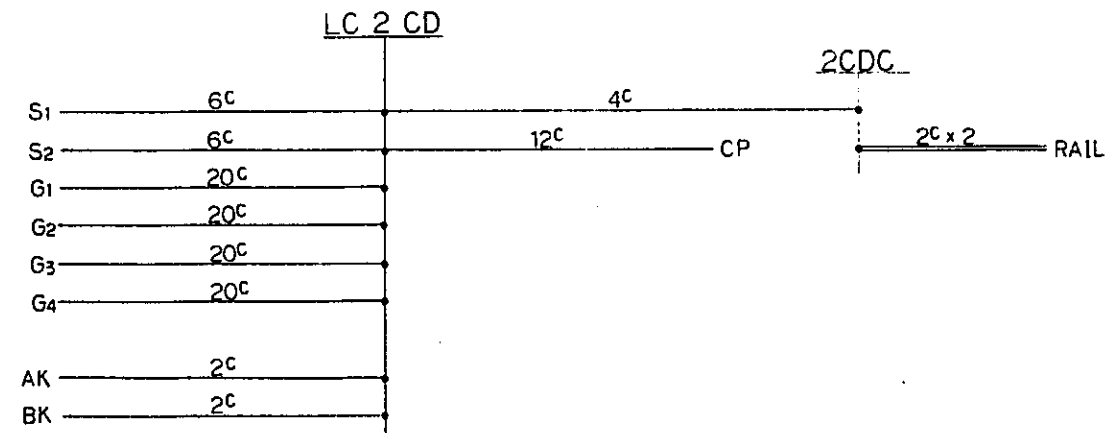 LC 2 CD
2CDC
S1 6C 4C
S2 6C 12C CP 2C x 2 RAIL
G1 20C
G2 20C
G3 20C
G4 20C
AK 2C
BK 2C